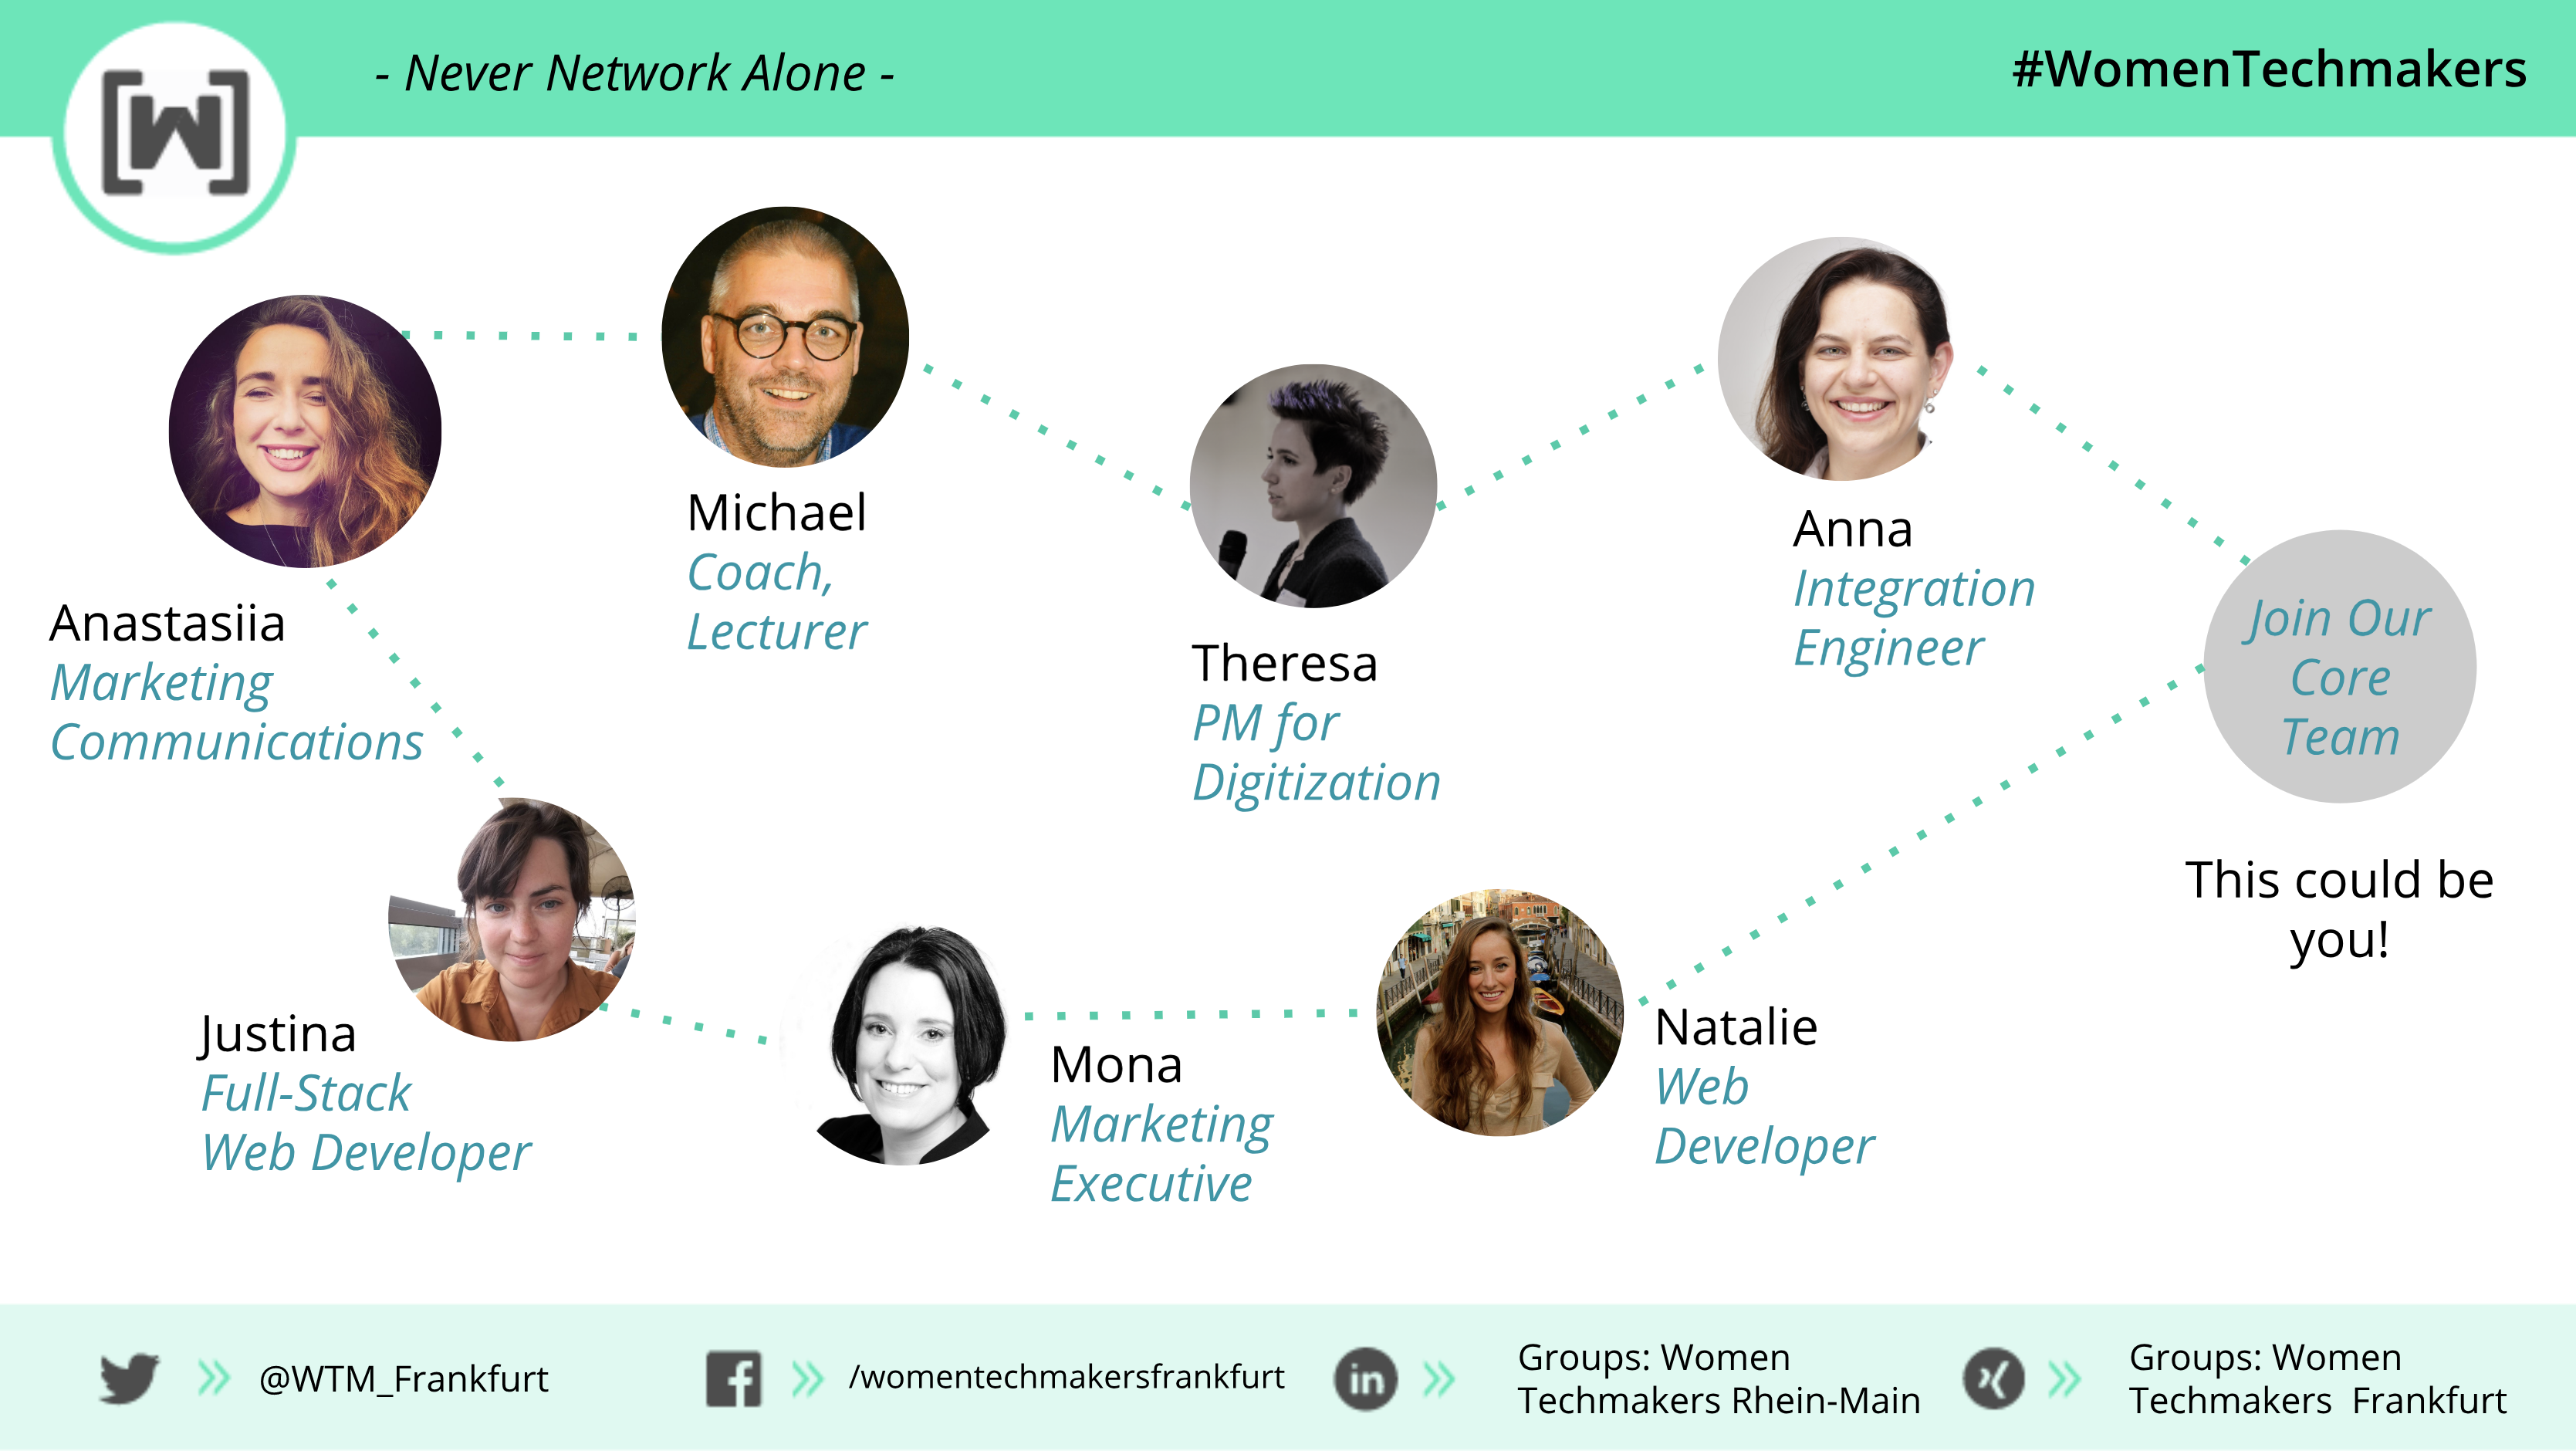 - Never Network Alone -
#WomenTechmakers
[W]
Michael
Coach,
Lecturer
Anna
Integration
Engineer
Anastasiia
Marketing
Communications
Theresa
PM for
Digitization
Join Our
Core
Team
This could be
you!
Justina
Full-Stack
Web Developer
Mona
Marketing
Executive
Natalie
Web
Developer
@WTM_Frankfurt
/womentechmakersfrankfurt
in
Groups: Women
Techmakers Rhein-Main
Groups: Women
Techmakers  Frankfurt